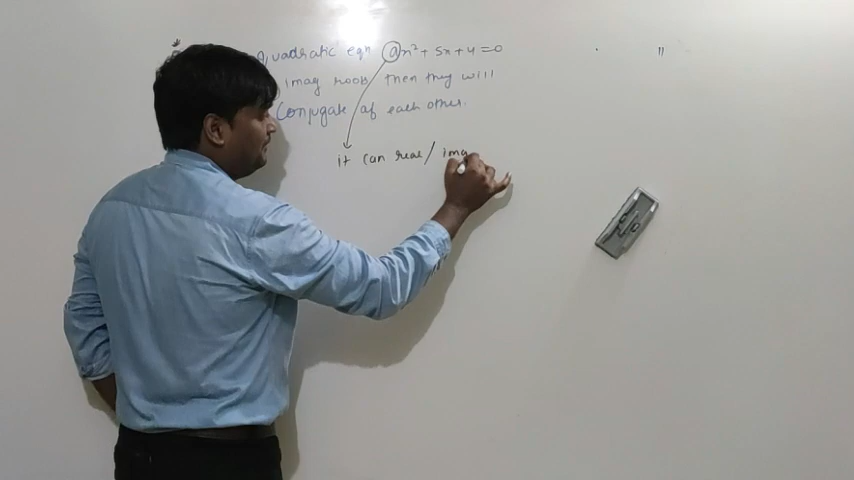 Quadratic eqn ax² + 5x + 4 = 0
imag roots then they will
Conjugate of each other.
it can real / ima